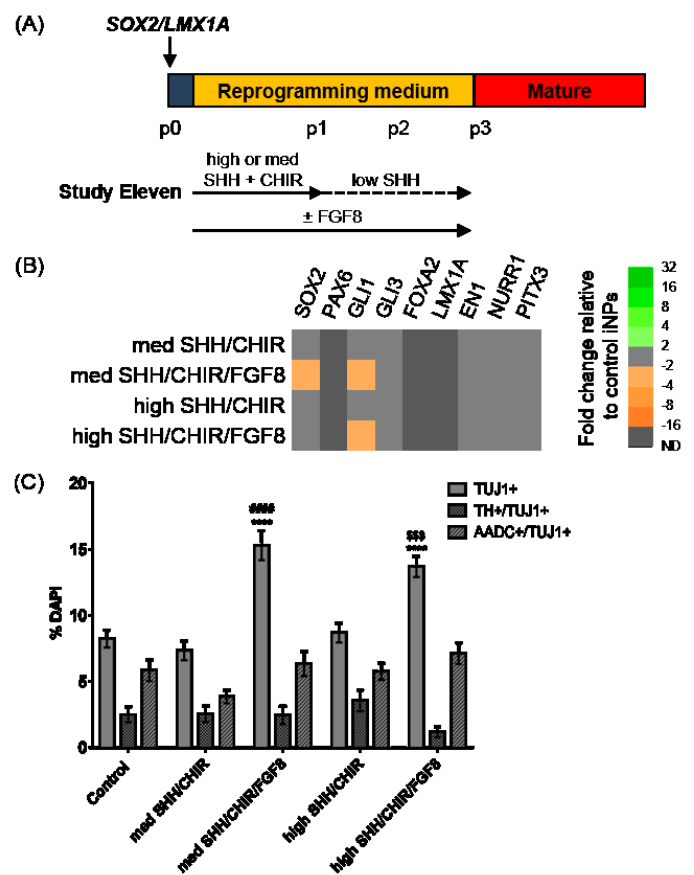 (A)
SOX2/LMX1A
Reprogramming medium
Mature
p0
p1
p2
p3
high or med
SHH + CHIR
low SHH
Study Eleven
± FGF8
(B)
SOX2
PAX6
GLI1
GLI3
FOXA2
LMX1A
EN1
NURR1
PITX3
med SHH/CHIR
med SHH/CHIR/FGF8
high SHH/CHIR
high SHH/CHIR/FGF8
Fold change relative
to control iNPs
32
16
8
4
2
-2
-4
-8
-16
ND
(C)
% DAPI
20
15
10
5
0
TUJ1+
TH+/TUJ1+
AADC+/TUJ1+
####
****
$$$
****
Control
med SHH/CHIR
med SHH/CHIR/FGF8
high SHH/CHIR
high SHH/CHIR/FGF8